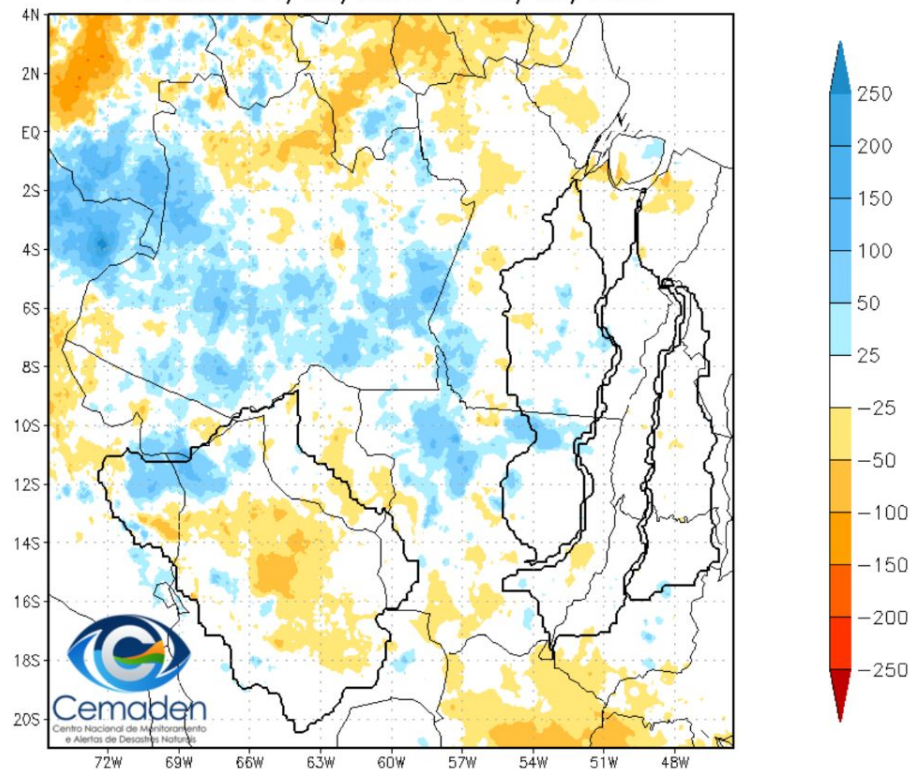 4N
2N
EQ
2S
4S
6S
8S
10S
12S
14S
16S
18S
20S
72W
69W
66W
63W
60W
57W
54W
51W
48W
250
200
150
100
50
25
-25
-50
-100
-150
-200
-250
Cemaden
Centro Nacional de Monitoramento
e Alertas de Desastres Naturais